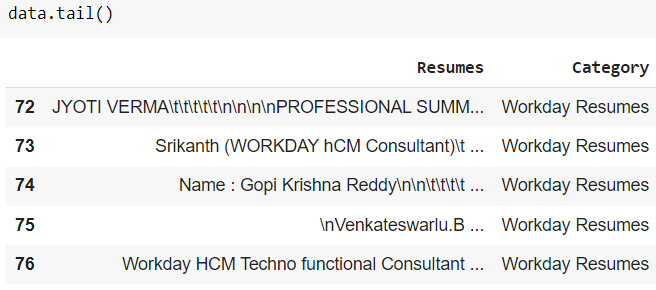 data.tail()
Resumes Category
72 JYOTI VERMA\t\t\t\t\t\n\n\n\nPROFESSIONAL SUMM... Workday Resumes
73 Srikanth (WORKDAY hCM Consultant)\t ... Workday Resumes
74 Name : Gopi Krishna Reddy\n\n\t\t\t\t ... Workday Resumes
75 \nVenkateswarlu.B ... Workday Resumes
76 Workday HCM Techno functional Consultant ... Workday Resumes